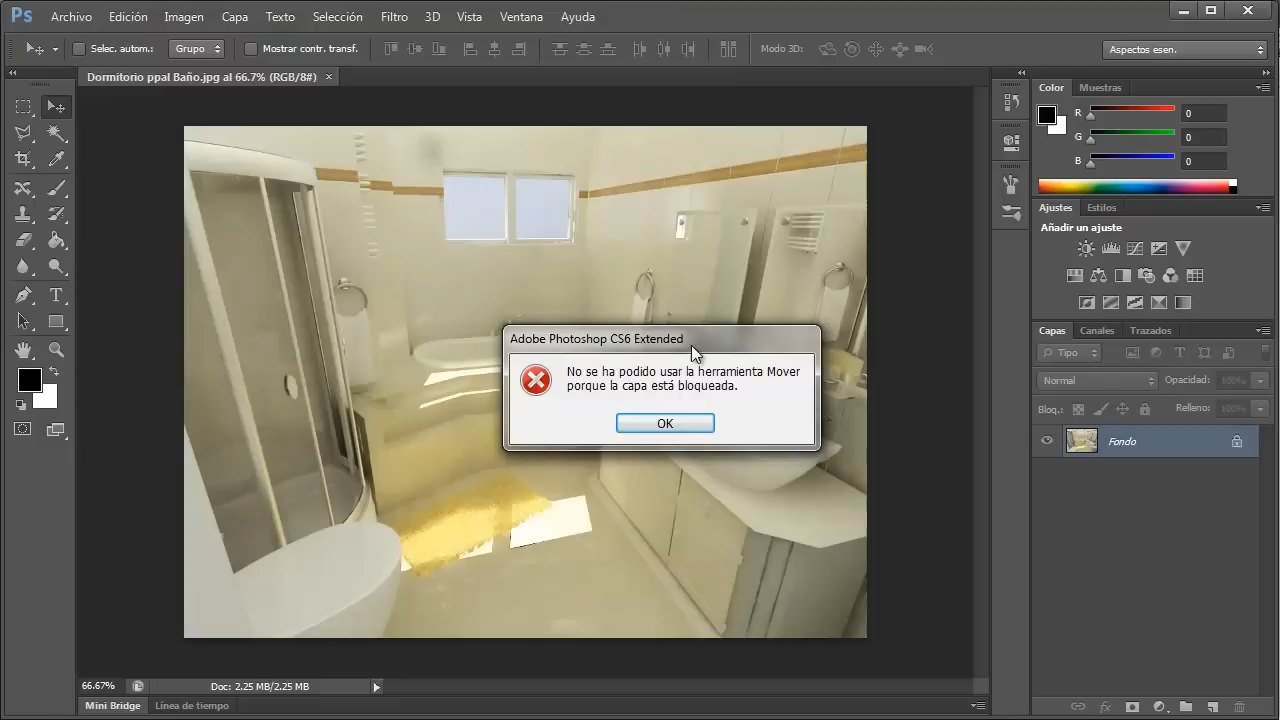 Ps Archivo Edición Imagen Capa Texto Selección Filtro 3D Vista Ventana Ayuda
Selec. autom.: Grupo Mostrar contr. transf. Modo 3D: Aspectos esen.
Dormitorio ppal Baño.jpg al 66.7% (RGB/8#) ×
Color Muestras
R 0
G 0
B 0
Ajustes Estilos
Añadir un ajuste
Adobe Photoshop CS6 Extended
No se ha podido usar la herramienta Mover
porque la capa está bloqueada.
OK
Capas Canales Trazados
Tipo
Normal Opacidad: 100%
Bloq.: Relleno: 100%
Fondo
66.67% Doc: 2.25 MB/2.25 MB
Mini Bridge Línea de tiempo